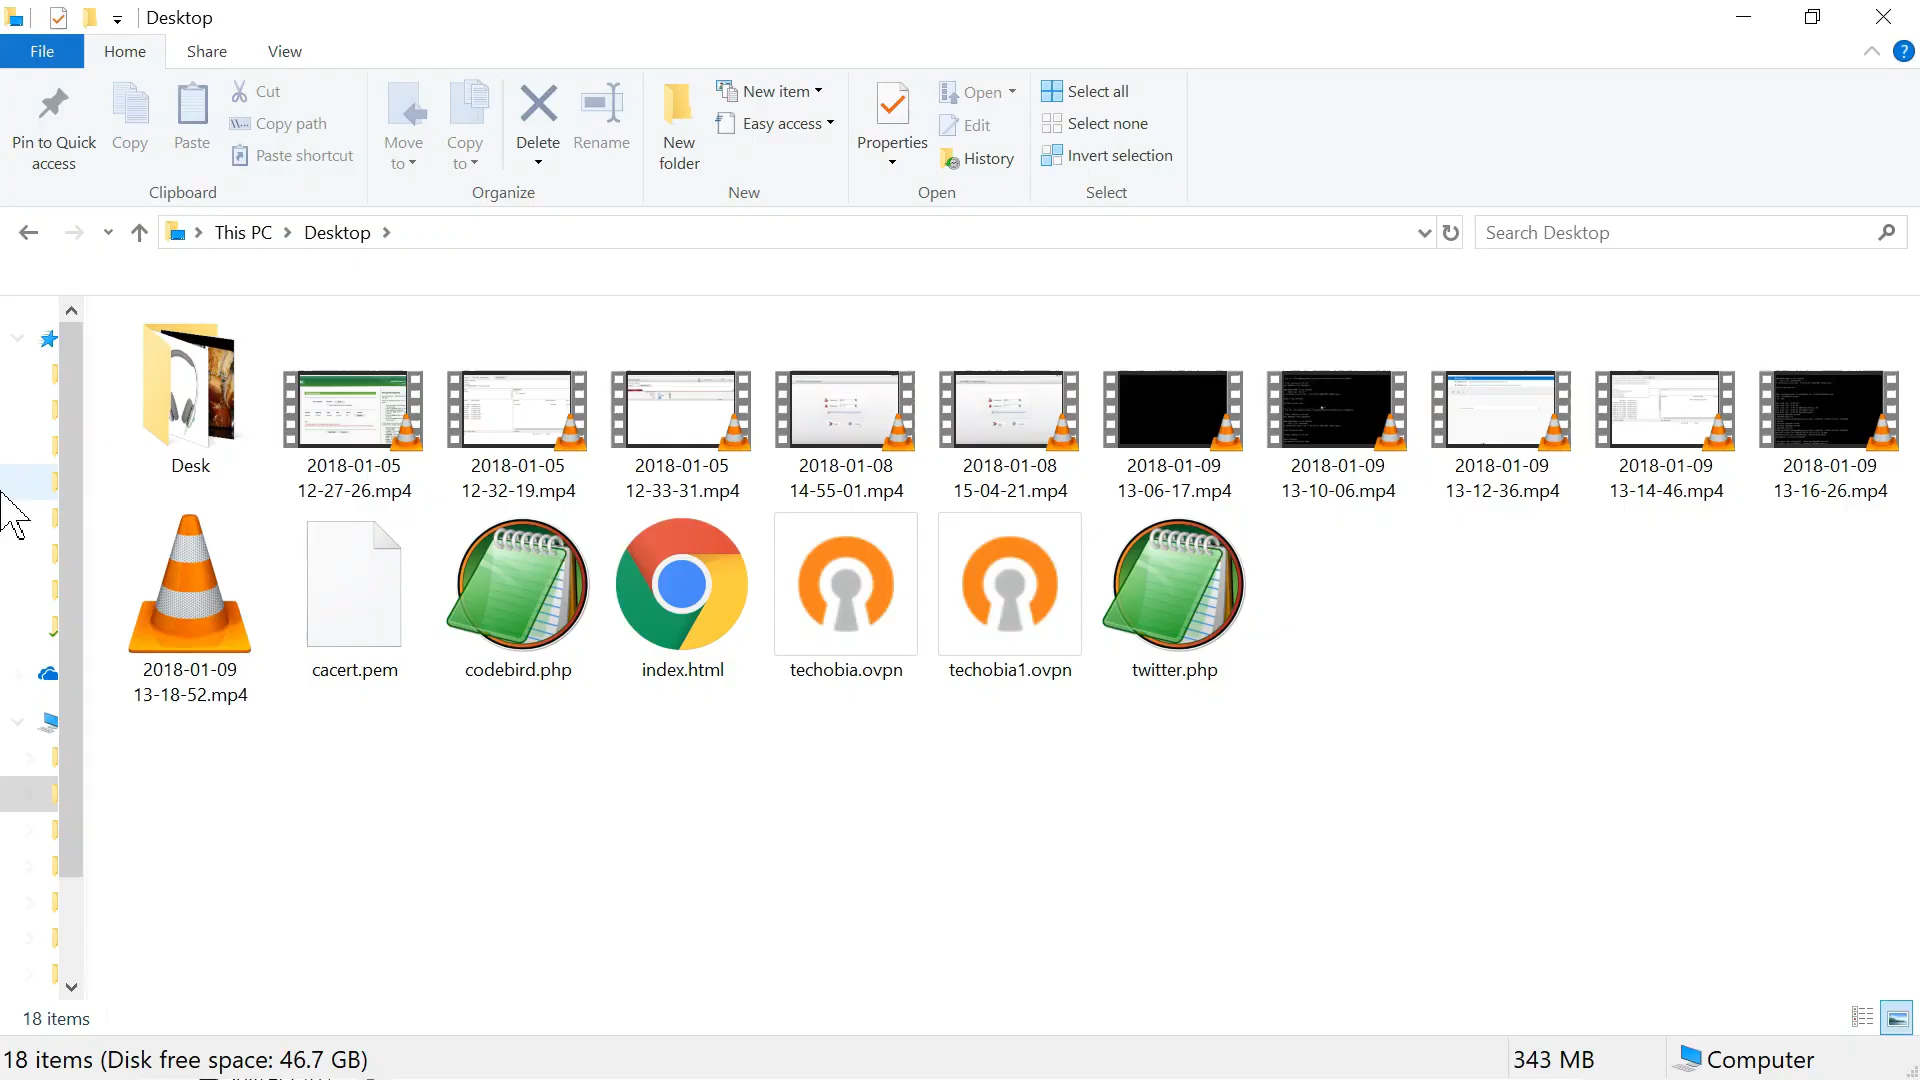 Desktop
File Home Share View
Pin to Quick access
Copy
Paste
Cut
Copy path
Paste shortcut
Clipboard
Move to
Copy to
Delete
Rename
Organize
New folder
New item
Easy access
New
Properties
Open
Edit
History
Open
Select all
Select none
Invert selection
Select
This PC Desktop
Search Desktop
Desk
2018-01-05 12-27-26.mp4
2018-01-05 12-32-19.mp4
2018-01-05 12-33-31.mp4
2018-01-08 14-55-01.mp4
2018-01-08 15-04-21.mp4
2018-01-09 13-06-17.mp4
2018-01-09 13-10-06.mp4
2018-01-09 13-12-36.mp4
2018-01-09 13-14-46.mp4
2018-01-09 13-16-26.mp4
2018-01-09 13-18-52.mp4
cacert.pem
codebird.php
index.html
techobia.ovpn
techobia1.ovpn
twitter.php
18 items
18 items (Disk free space: 46.7 GB)
343 MB
Computer